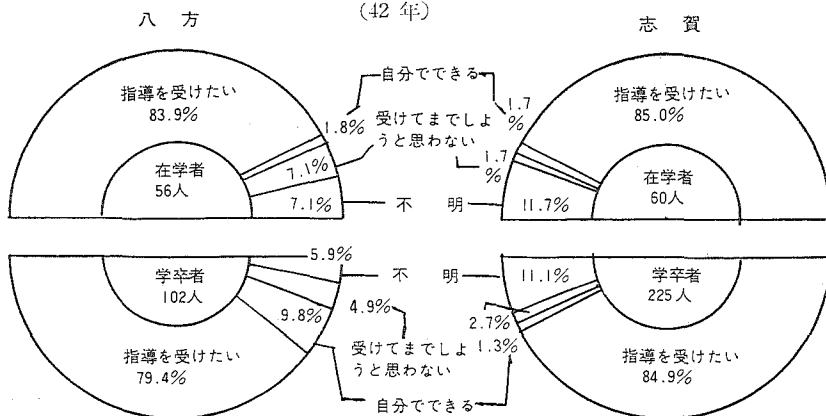 (42年)
八方
志賀
指導を受けたい
83.9%
1.8%
7.1%
7.1%
在学者
56人
自分でできる
受けてまでしよ
うと思わない
不明
指導を受けたい
85.0%
1.7
%
1.7
%
11.7%
在学者
60人
5.9%
4.9%
9.8%
学卒者
102人
指導を受けたい
79.4%
不明
受けてまでしよ
うと思わない
自分でできる
11.1%
2.7%
1.3%
学卒者
225人
指導を受けたい
84.9%